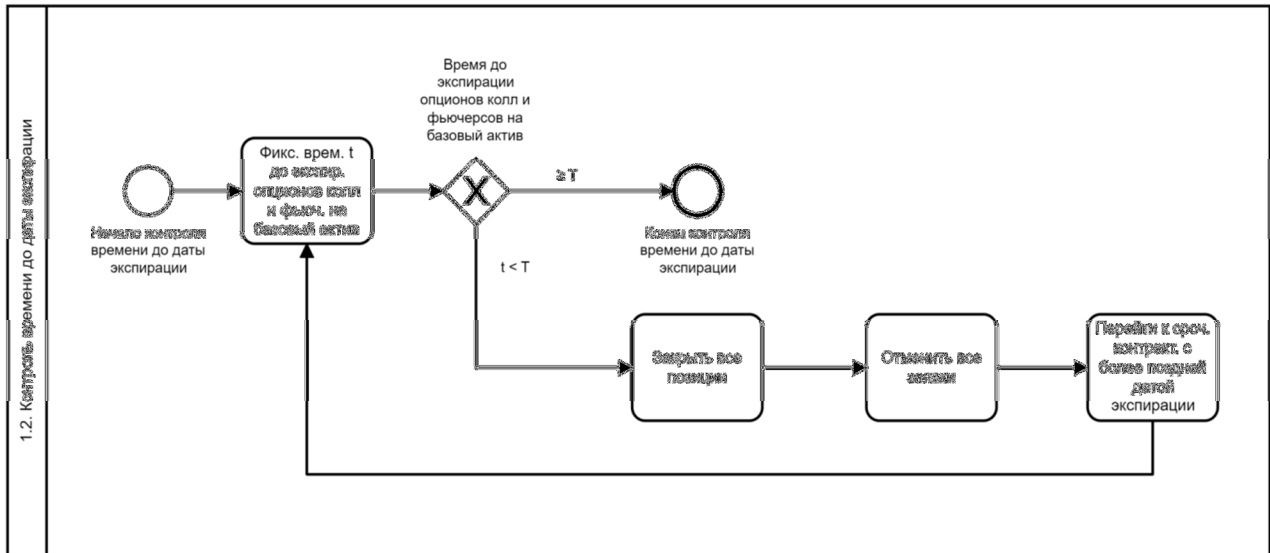 1.2. Контроль времени до даты экспирации
Время до
экспирации
опционов колл и
фьючерсов на
базовый актив
Фикс. врем. t
до экспир.
опционов колл
и фьюч. на
базовый актив
≥ T
Начало контроля
времени до даты
экспирации
Конец контроля
времени до даты
экспирации
t < T
Закрыть все
позиции
Отменить все
заявки
Перейти к сроч.
контракт. с
более поздней
датой
экспирации